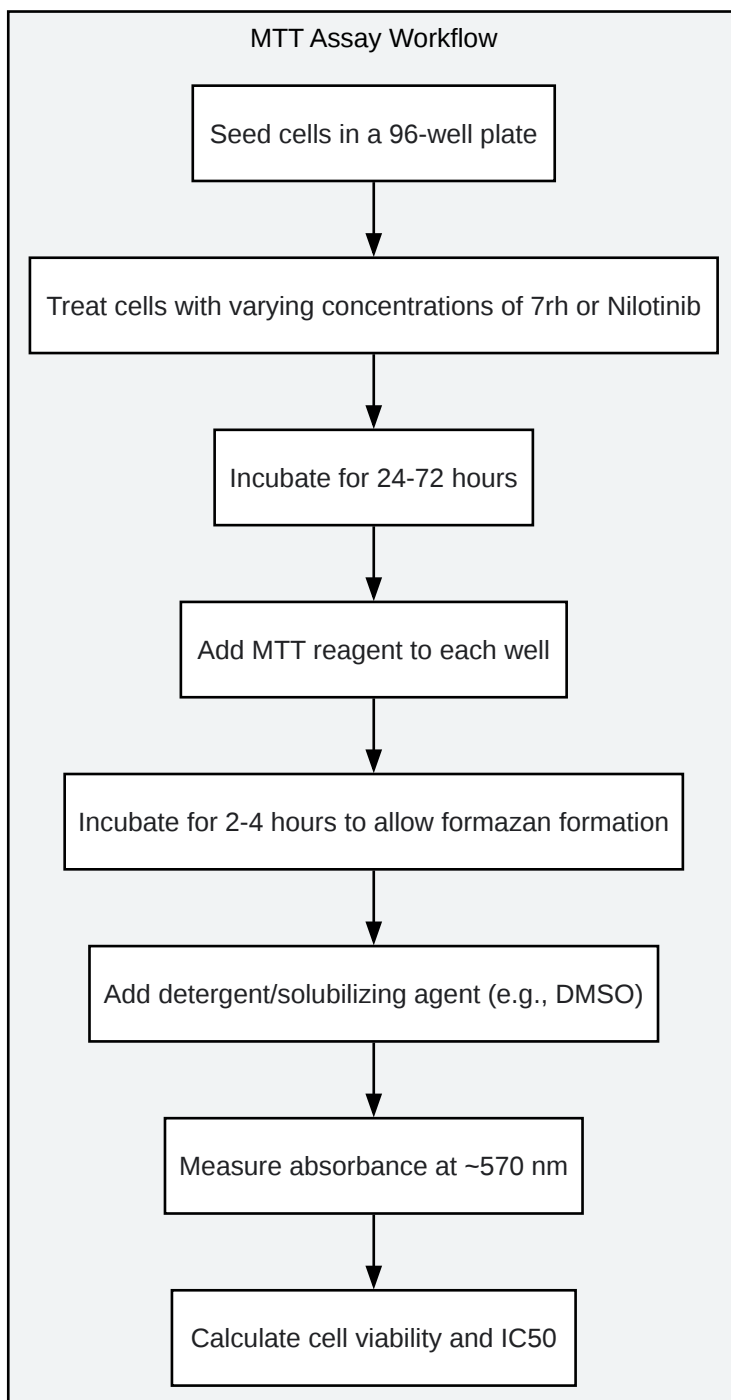 MTT Assay Workflow
Seed cells in a 96-well plate
Treat cells with varying concentrations of 7rh or Nilotinib
Incubate for 24-72 hours
Add MTT reagent to each well
Incubate for 2-4 hours to allow formazan formation
Add detergent/solubilizing agent (e.g., DMSO)
Measure absorbance at ~570 nm
Calculate cell viability and IC50